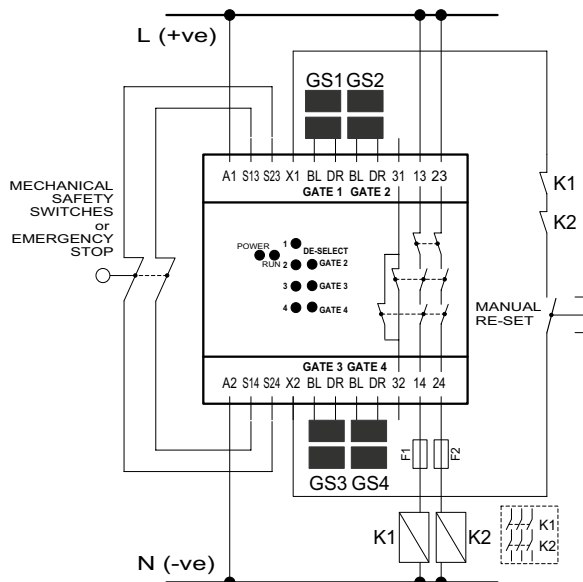 L (+ve)
GS1 GS2
A1 S13 S23 X1 BL DR BL DR 31 13 23
GATE 1 GATE 2
K1
K2
MECHANICAL
SAFETY
SWITCHES
or
EMERGENCY
STOP
POWER
RUN
1
DE-SELECT
2
GATE 2
3
GATE 3
4
GATE 4
MANUAL
RE-SET
GATE 3 GATE 4
A2 S14 S24 X2 BL DR BL DR 32 14 24
F1
F2
GS3 GS4
K1
K2
K1
K2
N (-ve)